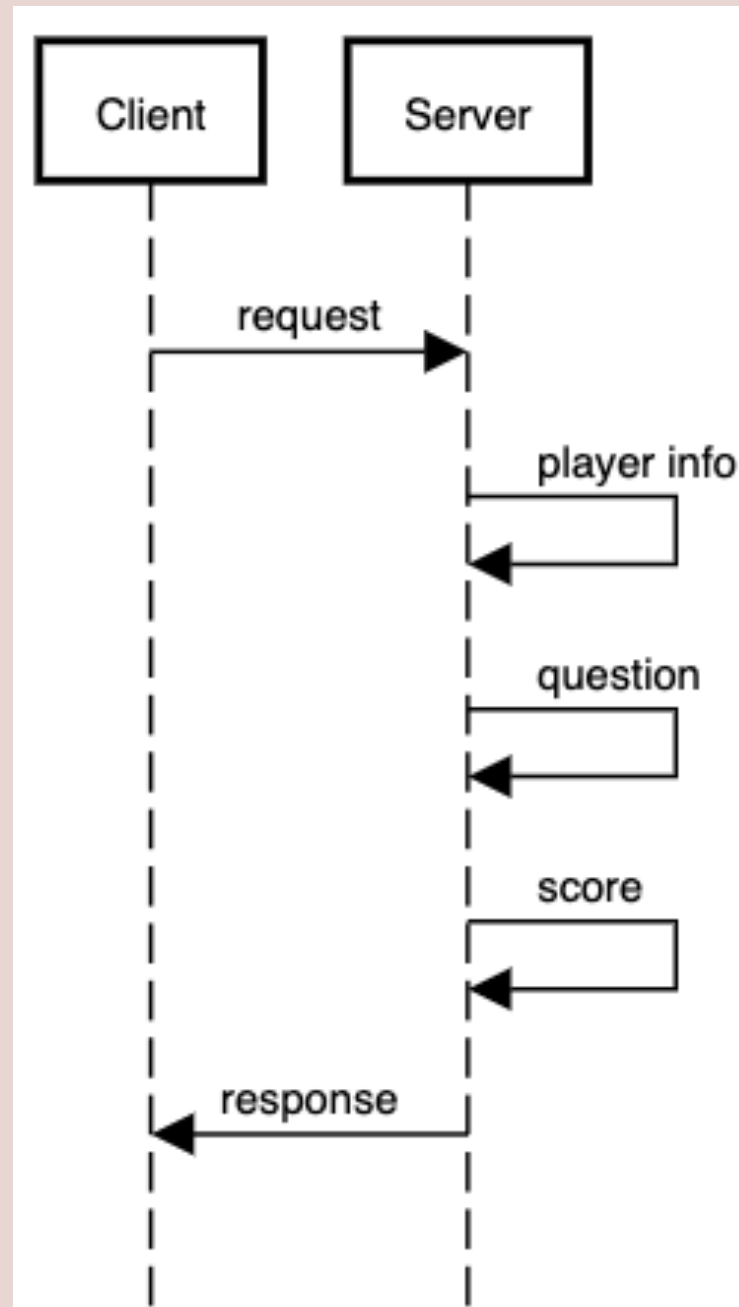 Client
Server
request
player info
question
score
response